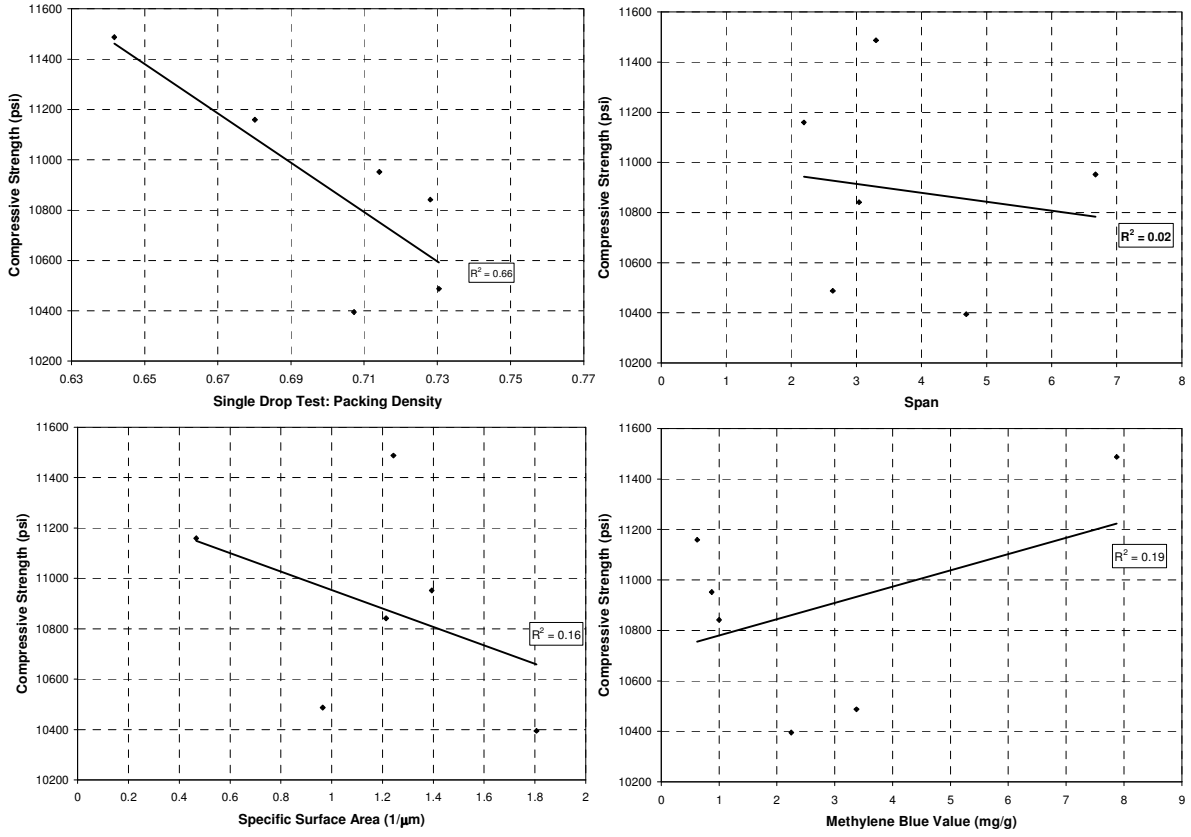 11600
11400
11200
11000
10800
10600
10400
10200
Compressive Strength (psi)
R² = 0.66
0.63 0.65 0.67 0.69 0.71 0.73 0.75 0.77
Single Drop Test: Packing Density
11600
11400
11200
11000
10800
10600
10400
10200
Compressive Strength (psi)
R² = 0.02
0 1 2 3 4 5 6 7 8
Span
11600
11400
11200
11000
10800
10600
10400
10200
Compressive Strength (psi)
R² = 0.16
0 0.2 0.4 0.6 0.8 1 1.2 1.4 1.6 1.8 2
Specific Surface Area (1/μm)
11600
11400
11200
11000
10800
10600
10400
10200
Compressive Strength (psi)
R² = 0.19
0 1 2 3 4 5 6 7 8 9
Methylene Blue Value (mg/g)